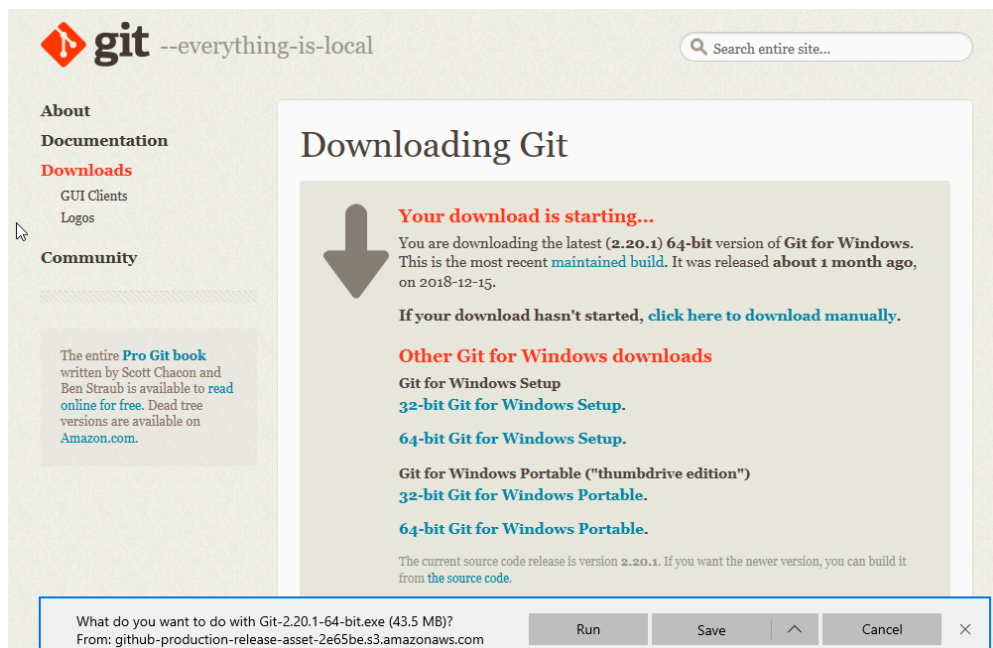 git --everything-is-local
Search entire site...
About
Documentation
Downloads
GUI Clients
Logos
Community
The entire Pro Git book
written by Scott Chacon and
Ben Straub is available to read
online for free. Dead tree
versions are available on
Amazon.com.
Downloading Git
Your download is starting...
You are downloading the latest (2.20.1) 64-bit version of Git for Windows.
This is the most recent maintained build. It was released about 1 month ago,
on 2018-12-15.
If your download hasn't started, click here to download manually.
Other Git for Windows downloads
Git for Windows Setup
32-bit Git for Windows Setup.
64-bit Git for Windows Setup.
Git for Windows Portable ("thumbdrive edition")
32-bit Git for Windows Portable.
64-bit Git for Windows Portable.
The current source code release is version 2.20.1. If you want the newer version, you can build it
from the source code.
What do you want to do with Git-2.20.1-64-bit.exe (43.5 MB)?
From: github-production-release-asset-2e65be.s3.amazonaws.com
Run
Save
Cancel